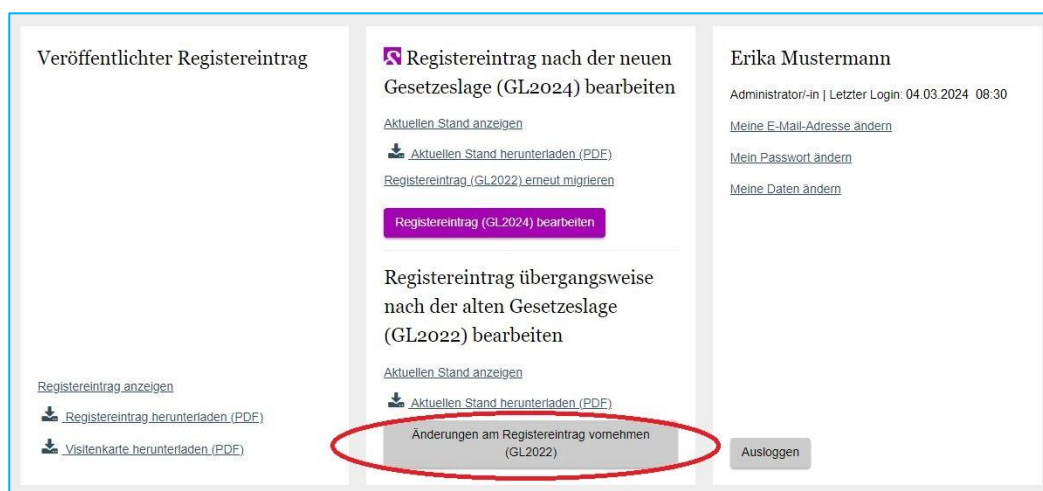 Veröffentlichter Registereintrag
Registereintrag anzeigen
Registereintrag herunterladen (PDF)
Visitenkarte herunterladen (PDF)
Registereintrag nach der neuen
Gesetzeslage (GL2024) bearbeiten
Aktuellen Stand anzeigen
Aktuellen Stand herunterladen (PDF)
Registereintrag (GL2022) erneut migrieren
Registereintrag (GL2024) bearbeiten
Registereintrag übergangsweise
nach der alten Gesetzeslage
(GL2022) bearbeiten
Aktuellen Stand anzeigen
Aktuellen Stand herunterladen (PDF)
Änderungen am Registereintrag vornehmen
(GL2022)
Erika Mustermann
Administrator/-in | Letzter Login: 04.03.2024 08:30
Meine E-Mail-Adresse ändern
Mein Passwort ändern
Meine Daten ändern
Ausloggen